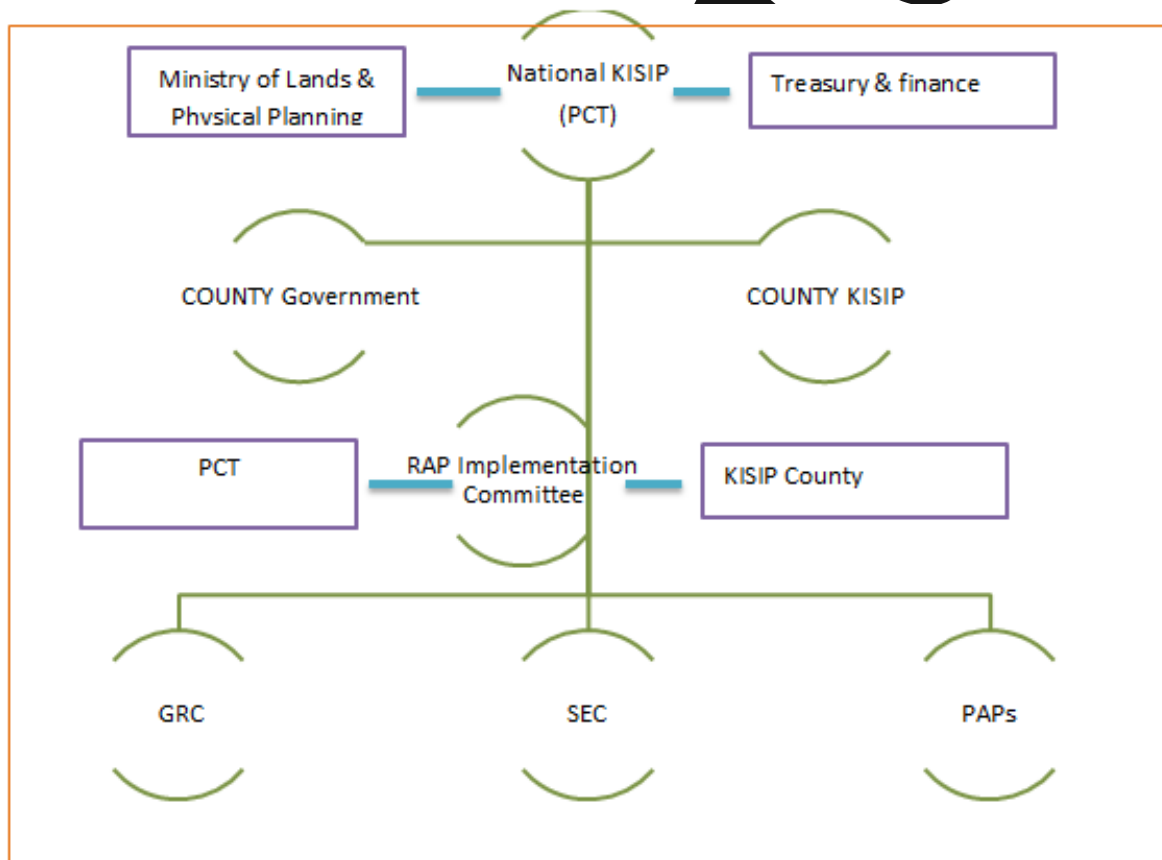 Ministry of Lands &
Physical Planning
National KISIP
(PCT)
Treasury & finance
COUNTY Government
COUNTY KISIP
PCT
RAP Implementation
Committee
KISIP County
GRC
SEC
PAPs